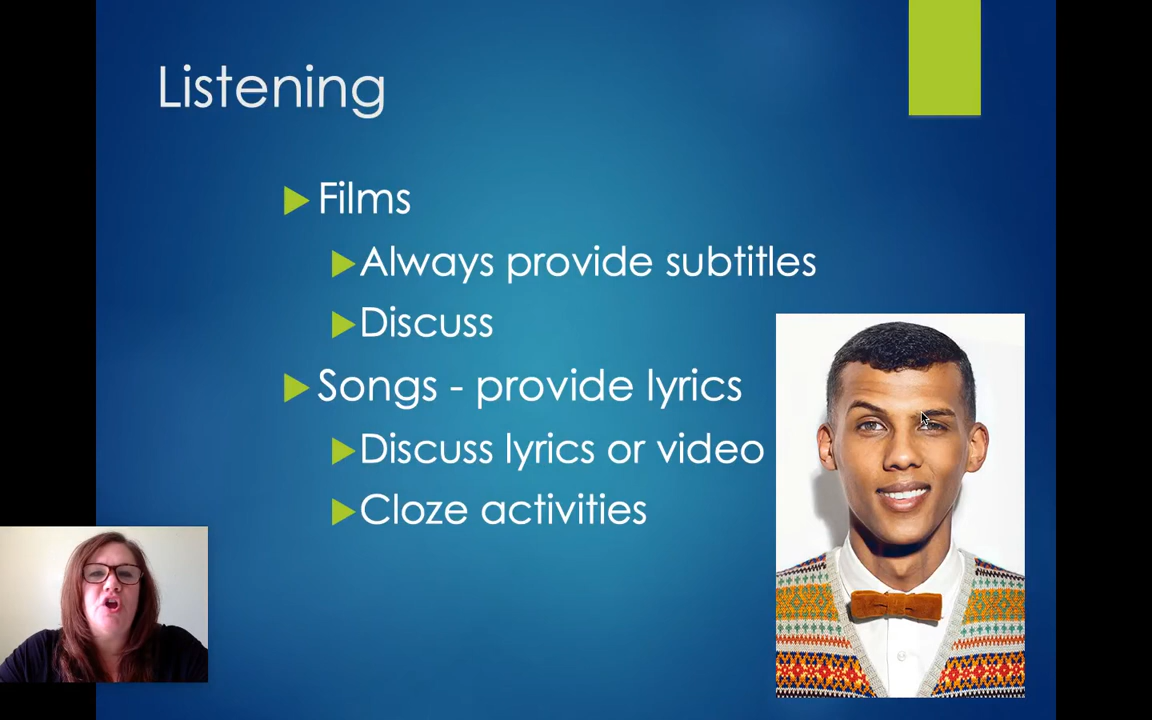 Listening
Films
Always provide subtitles
Discuss
Songs - provide lyrics
Discuss lyrics or video
Cloze activities